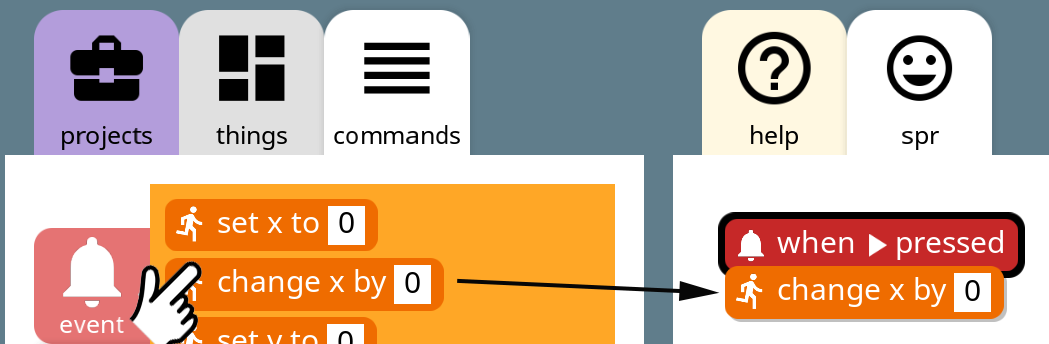 projects
things
commands
help
spr
set x to 0
change x by 0
set y to 0
event
when pressed
change x by 0